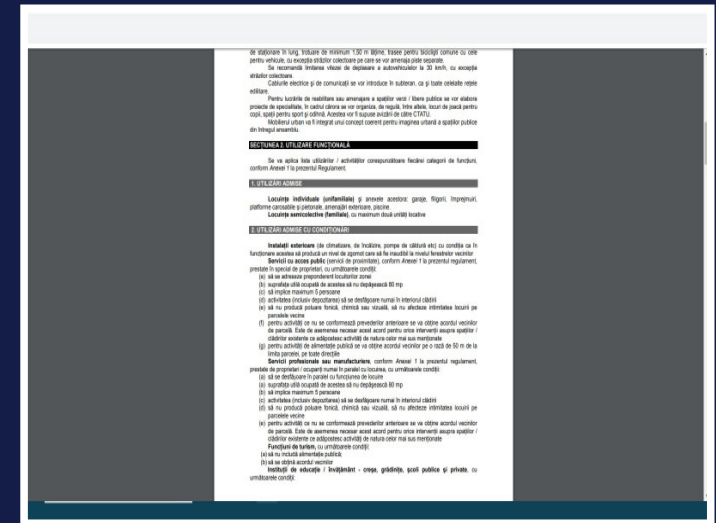 de staționare în lung, trotuare de minimum 1,50 m lățime, trasee pentru bicicliști comune cu cele
pentru vehicule, cu excepția străzilor colectoare pe care se vor amenaja piste separate.
Se recomandă limitarea vitezei de deplasare a autovehiculelor la 30 km/h, cu excepția
străzilor colectoare.
Cablurile electrice și de comunicații se vor introduce în subteran, ca și toate celelalte rețele
edilitare.
Pentru lucrările de reabilitare sau amenajare a spațiilor verzi / libere publice se vor elabora
proiecte de specialitate, în cadrul cărora se vor organiza, de regulă, între altele, locuri de joacă pentru
copii, spații pentru sport și odihnă. Acestea vor fi supuse avizării de către CTATU.
Mobilierul urban va fi integrat unui concept coerent pentru imaginea urbană a spațiilor publice
din întregul ansamblu.
SECȚIUNEA 2. UTILIZARE FUNCȚIONALĂ
Se va aplica lista utilizărilor / activităților corespunzătoare fiecărei categorii de funcțiuni,
conform Anexei 1 la prezentul Regulament.
1. UTILIZĂRI ADMISE
Locuințe individuale (unifamiliale) și anexele acestora: garaje, filigorii, împrejmuiri,
platforme carosabile și pietonale, amenajări exterioare, piscine.
Locuințe semicolective (familiale), cu maximum două unități locative
2. UTILIZĂRI ADMISE CU CONDIȚIONĂRI
Instalații exterioare (de climatizare, de încălzire, pompe de căldură etc) cu condiția ca în
funcționare acestea să producă un nivel de zgomot care să fie inaudibil la nivelul ferestrelor vecinilor
Servicii cu acces public (servicii de proximitate), conform Anexei 1 la prezentul regulament,
prestate în special de proprietari, cu următoarele condiții:
(a) să se adreseze preponderent locuitorilor zonei
(b) suprafața utilă ocupată de acestea să nu depășească 80 mp
(c) să implice maximum 5 persoane
(d) activitatea (inclusiv depozitarea) să se desfășoare numai în interiorul clădirii
(e) să nu producă poluare fonică, chimică sau vizuală, să nu afecteze intimitatea locuirii pe
parcelele vecine
(f) pentru activități ce nu se conformează prevederilor anterioare se va obține acordul vecinilor
de parcelă. Este de asemenea necesar acest acord pentru orice intervenții asupra spațiilor /
clădirilor existente ce adăpostesc activități de natura celor mai sus menționate
(g) pentru activități de alimentație publică se va obține acordul vecinilor pe o rază de 50 m de la
limita parcelei, pe toate direcțiile
Servicii profesionale sau manufacturiere, conform Anexei 1 la prezentul regulament,
prestate de proprietari / ocupanți numai în paralel cu locuirea, cu următoarele condiții:
(a) să se desfășoare în paralel cu funcțiunea de locuire
(a) suprafața utilă ocupată de acestea să nu depășească 80 mp
(b) să implice maximum 5 persoane
(c) activitatea (inclusiv depozitarea) să se desfășoare numai în interiorul clădirii
(d) să nu producă poluare fonică, chimică sau vizuală, să nu afecteze intimitatea locuirii pe
parcelele vecine
(e) pentru activități ce nu se conformează prevederilor anterioare se va obține acordul vecinilor
de parcelă. Este de asemenea necesar acest acord pentru orice intervenții asupra spațiilor /
clădirilor existente ce adăpostesc activități de natura celor mai sus menționate
Funcțiuni de turism, cu următoarele condiții:
(a) să nu includă alimentație publică;
(b) să se obțină acordul vecinilor
Instituții de educație / învățământ - creșe, grădinițe, școli publice și private, cu
următoarele condiții: